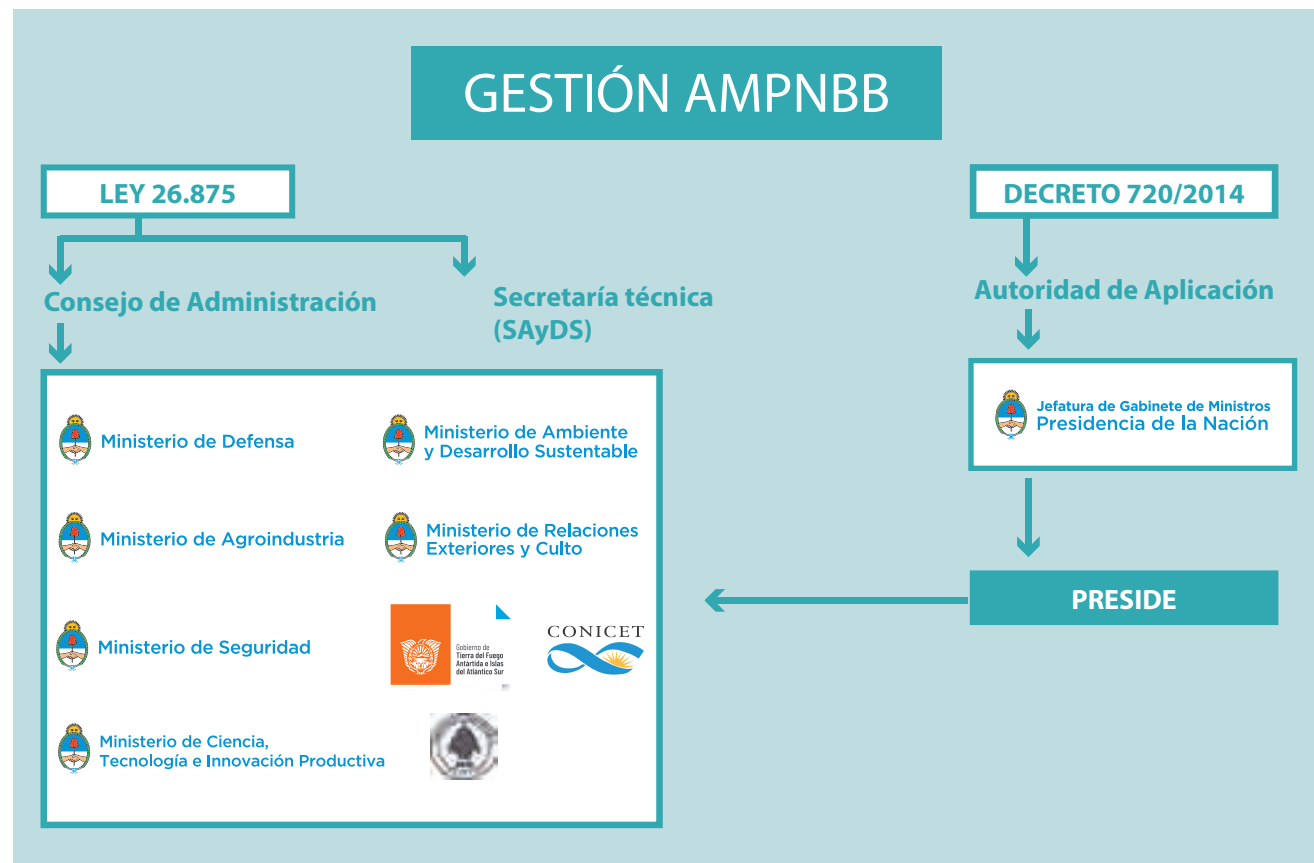 GESTIÓN AMPNBB
LEY 26.875
DECRETO 720/2014
Consejo de Administración
Secretaría técnica
(SAyDS)
Autoridad de Aplicación
Ministerio de Defensa
Ministerio de Ambiente
y Desarrollo Sustentable
Ministerio de Agroindustria
Ministerio de Relaciones
Exteriores y Culto
Ministerio de Seguridad
Gobierno de
Tierra del Fuego
Antártida e Islas
del Atlántico Sur
CONICET
Ministerio de Ciencia,
Tecnología e Innovación Productiva
Jefatura de Gabinete de Ministros
Presidencia de la Nación
PRESIDE